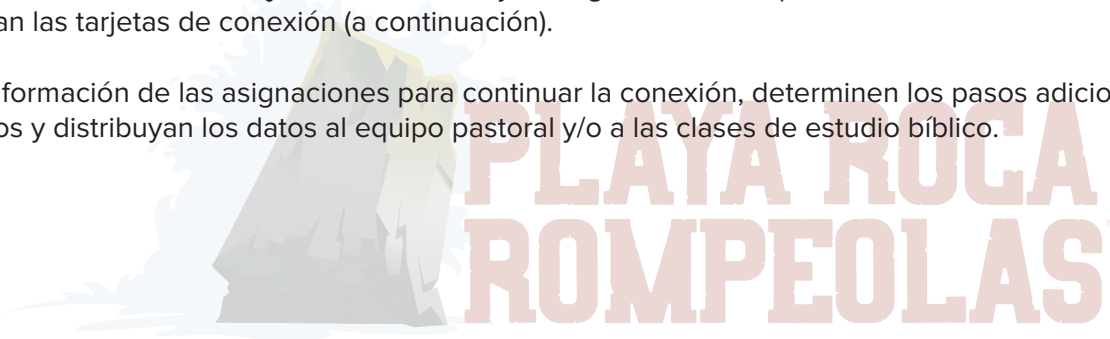 an las tarjetas de conexión (a continuación).
formación de las asignaciones para continuar la conexión, determinen los pasos adicio
os y distribuyan los datos al equipo pastoral y/o a las clases de estudio bíblico.
PLAYA ROCA
ROMPEOLAS